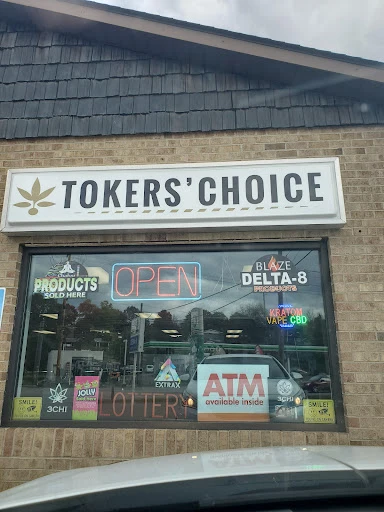 TOKERS' CHOICE
PRODUCTS
SOLD HERE
OPEN
BLAZE
DELTA-8
PRODUCTS
KRATOM
VAPE CBD
EXTRAX
ATM
available inside
LOTTERY
SMILE!
3CHI
JOLLY
3CHI
SMILE!